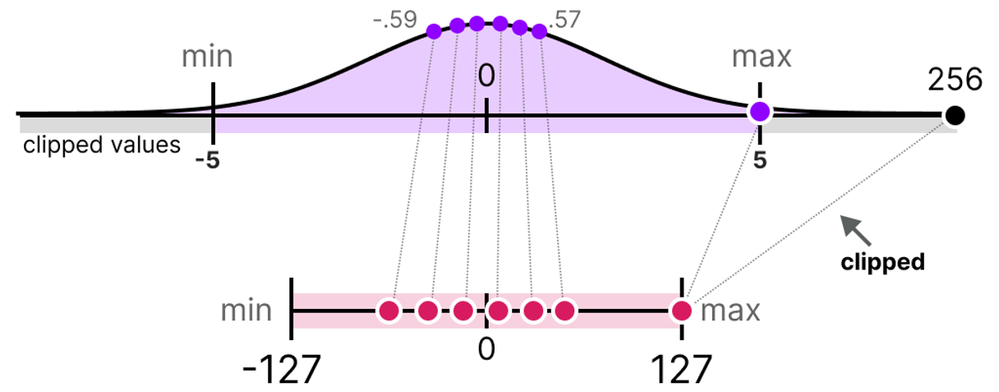 -.59
.57
min
max
0
256
clipped values
-5
5
clipped
min
max
0
-127
127